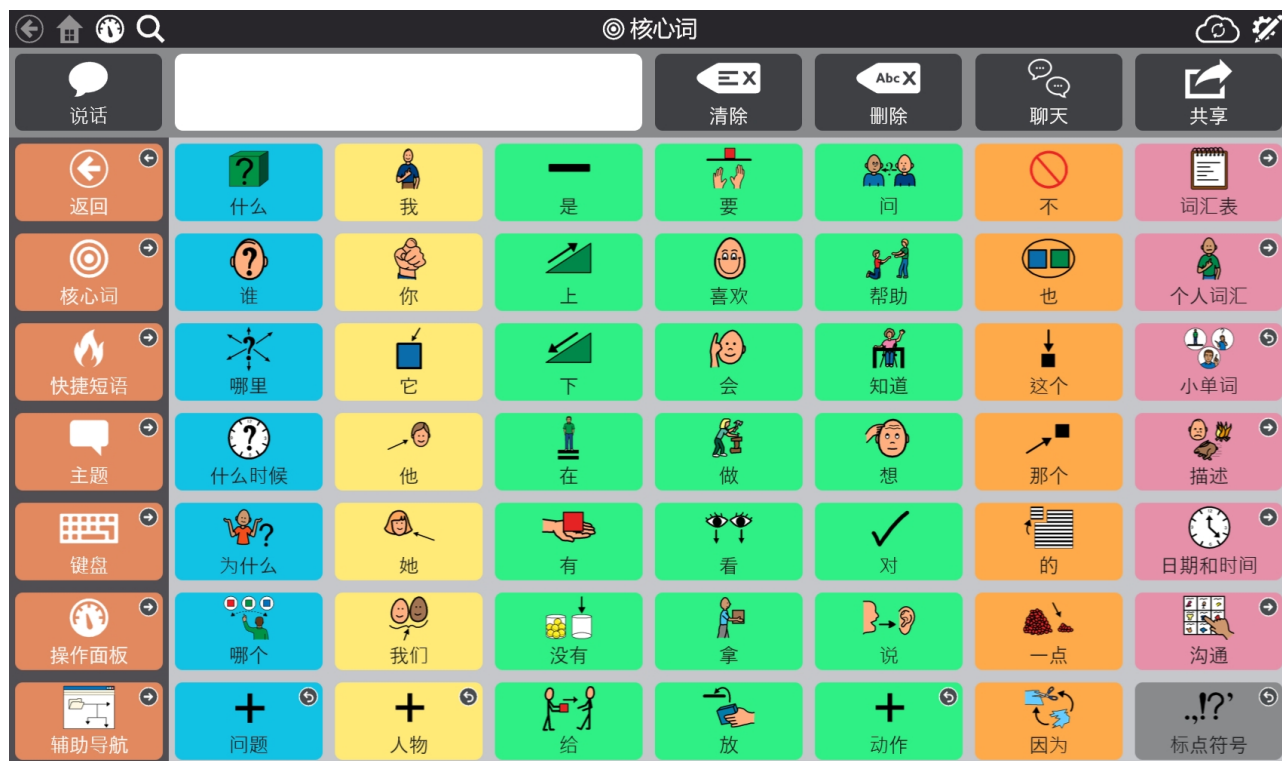 核心词
说话
Abc X
清除
删除
聊天
共享
返回
什么
我
是
要
问
不
词汇表
核心词
谁
你
上
喜欢
帮助
也
个人词汇
快捷短语
哪里
它
下
会
知道
这个
小单词
主题
什么时候
他
在
做
想
那个
描述
键盘
为什么
她
有
看
对
的
日期和时间
操作面板
哪个
我们
没有
拿
说
一点
沟通
辅助导航
问题
人物
给
放
动作
因为
.,!?’
标点符号